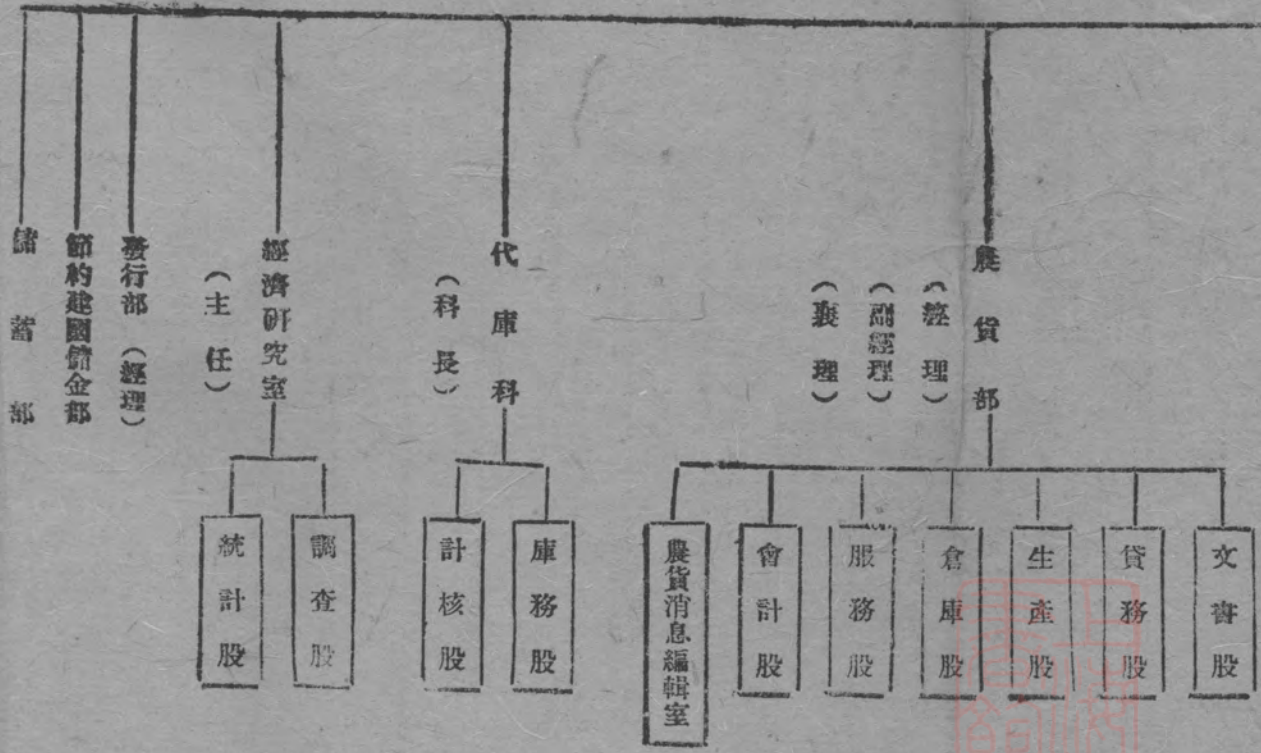 農貸部
(經理)
(副經理)
(襄理)
文書股
貸務股
生產股
倉庫股
服務股
會計股
農貸消息編輯室
代庫科
(科長)
庫務股
計核股
經濟研究室
(主任)
調查股
統計股
發行部(經理)
節約建國儲金部
儲蓄部